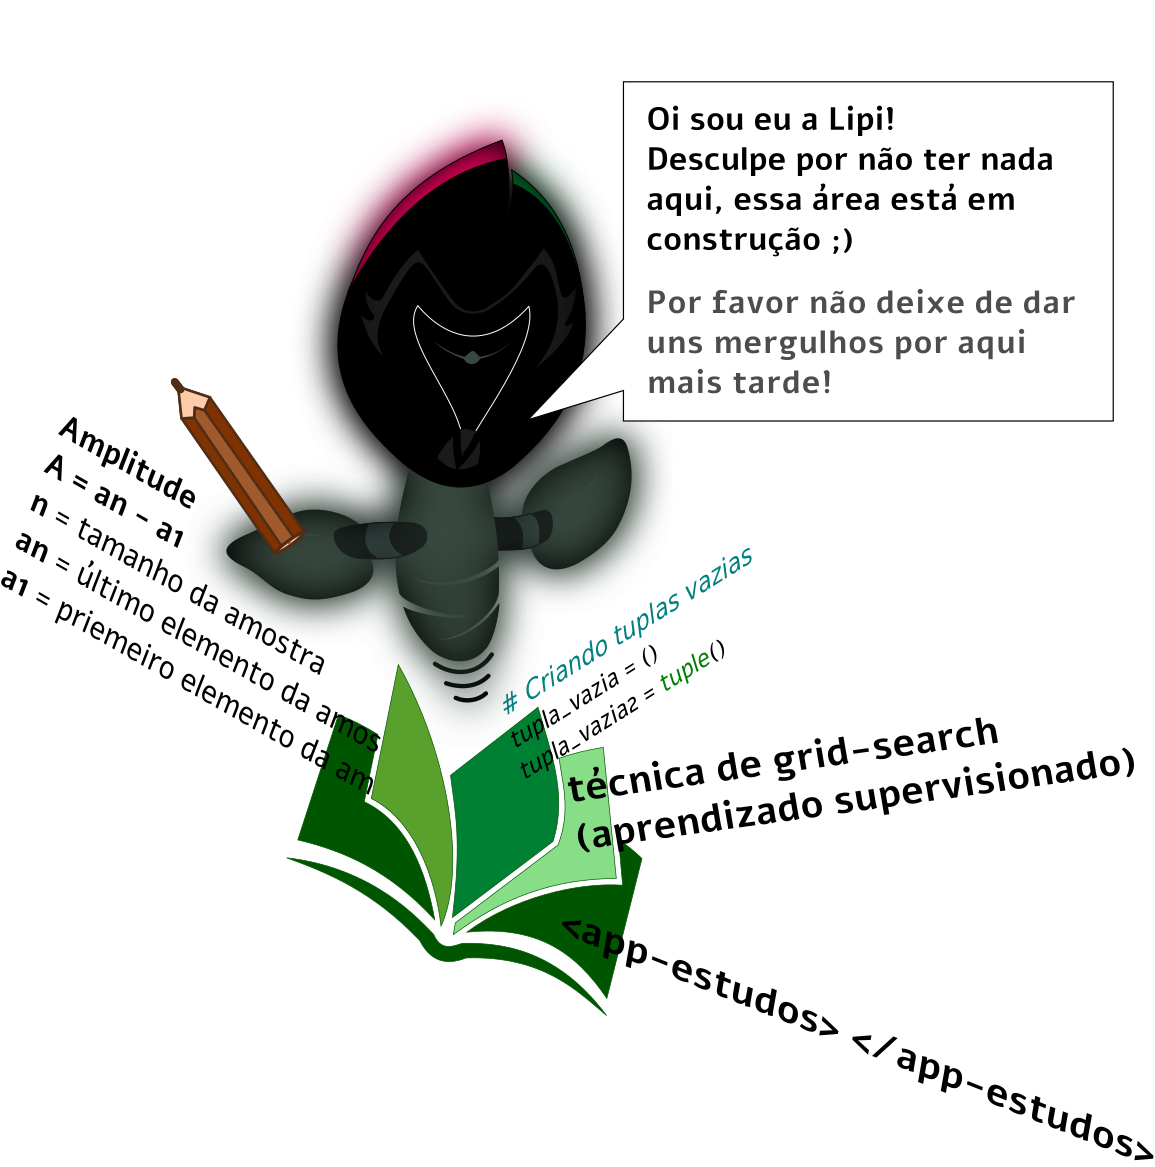 Oi sou eu a Lipi!
Desculpe por não ter nada
aqui, essa área está em
construção ;)
Por favor não deixe de dar
uns mergulhos por aqui
mais tarde!
Amplitude
A = an - a1
n = tamanho da amostra
an = último elemento da amos
a1 = priemeiro elemento da am
# Criando tuplas vazias
tupla_vazia = ()
tupla_vazia2 = tuple()
técnica de grid-search
(aprendizado supervisionado)
<app-estudos> </app-estudos>